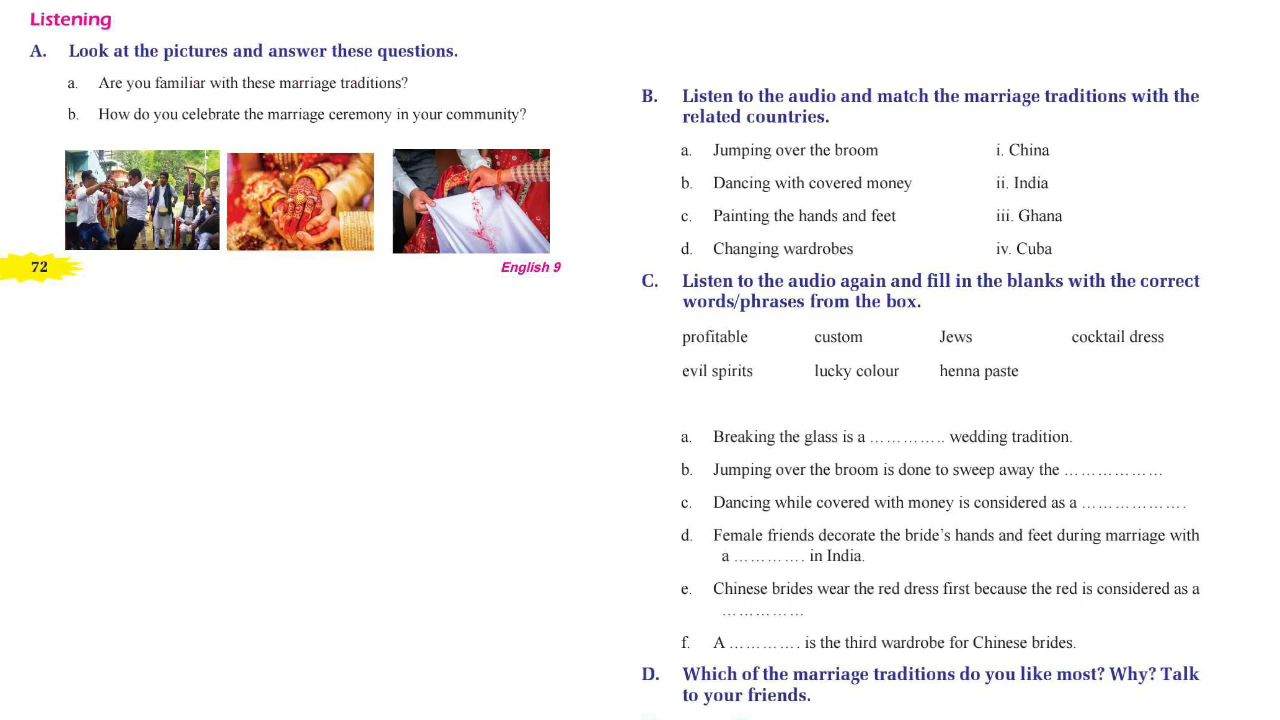 Listening
A. Look at the pictures and answer these questions.
a. Are you familiar with these marriage traditions?
b. How do you celebrate the marriage ceremony in your community?
72
English 9
B. Listen to the audio and match the marriage traditions with the
related countries.
a. Jumping over the broom i. China
b. Dancing with covered money ii. India
c. Painting the hands and feet iii. Ghana
d. Changing wardrobes iv. Cuba
C. Listen to the audio again and fill in the blanks with the correct
words/phrases from the box.
profitable custom Jews cocktail dress
evil spirits lucky colour henna paste
a. Breaking the glass is a ………….. wedding tradition.
b. Jumping over the broom is done to sweep away the ………………
c. Dancing while covered with money is considered as a ……………….
d. Female friends decorate the bride's hands and feet during marriage with
a …………. in India.
e. Chinese brides wear the red dress first because the red is considered as a
……………
f. A …………. is the third wardrobe for Chinese brides.
D. Which of the marriage traditions do you like most? Why? Talk
to your friends.